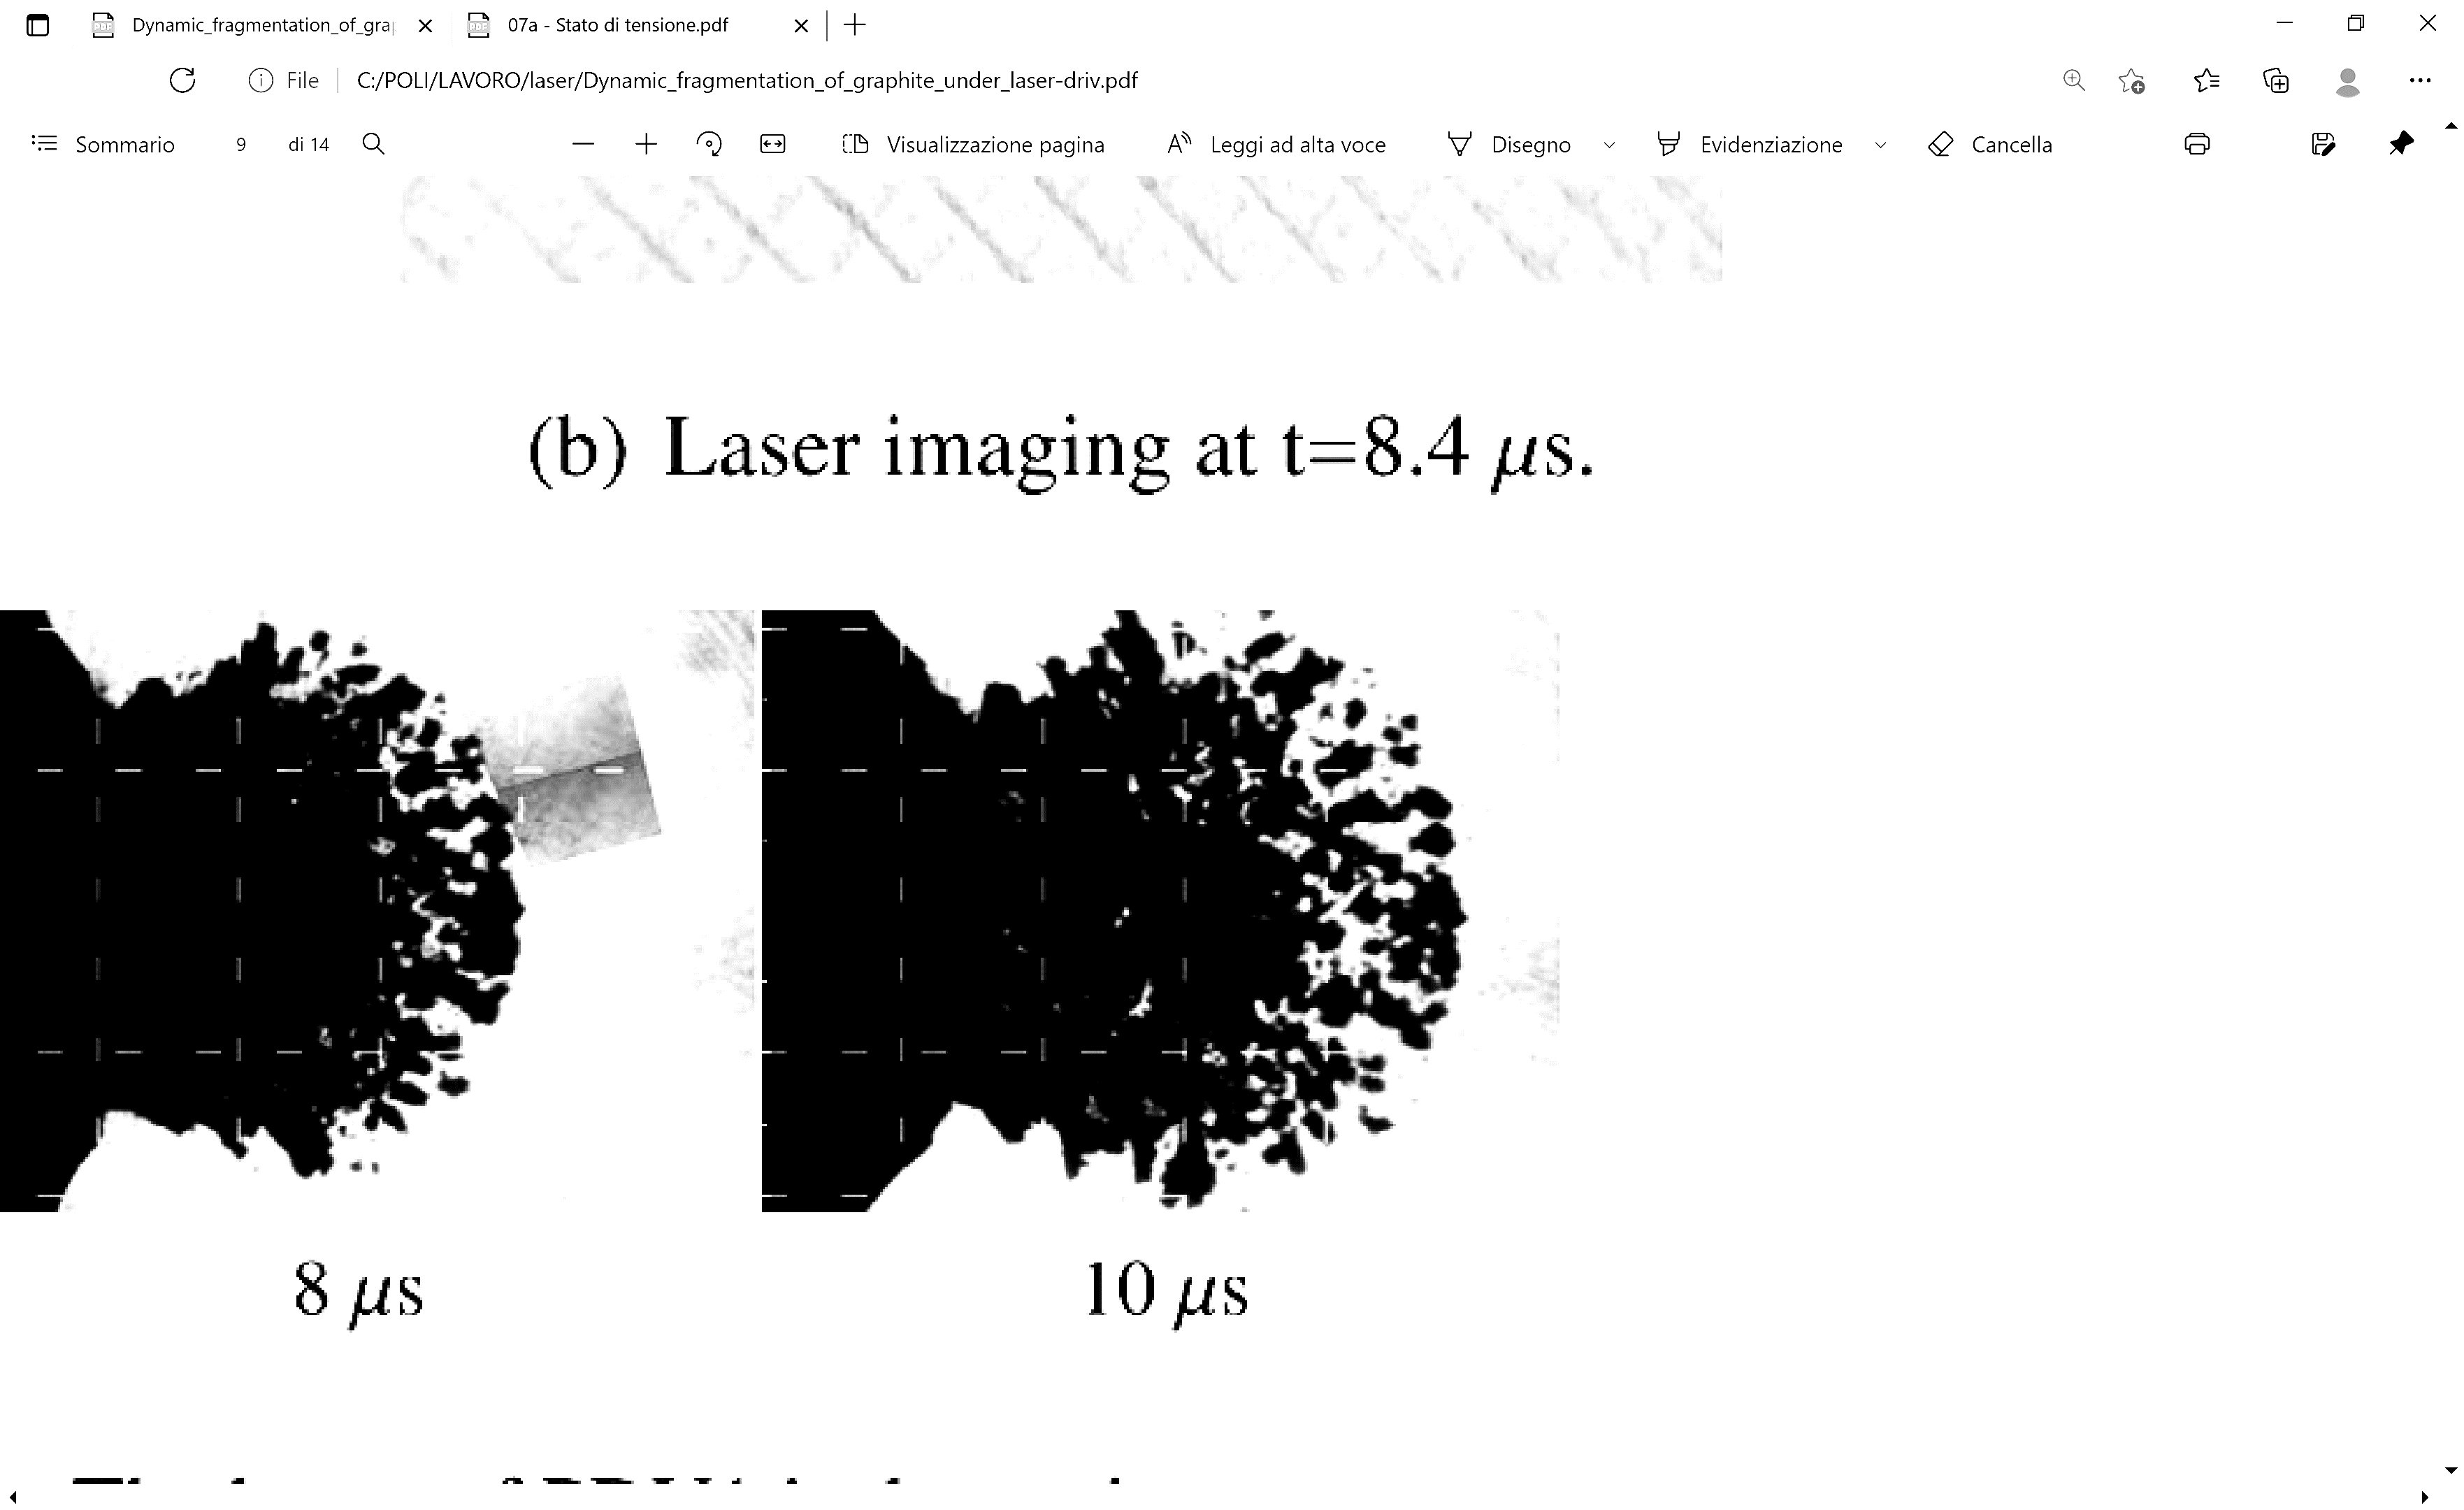 Dynamic_fragmentation_of_gra
07a - Stato di tensione.pdf
File
C:/POLI/LAVORO/laser/Dynamic_fragmentation_of_graphite_under_laser-driv.pdf
Sommario 9 di 14 Visualizzazione pagina Leggi ad alta voce Disegno Evidenziazione Cancella
(b) Laser imaging at t=8.4 μs.
8 μs
10 μs